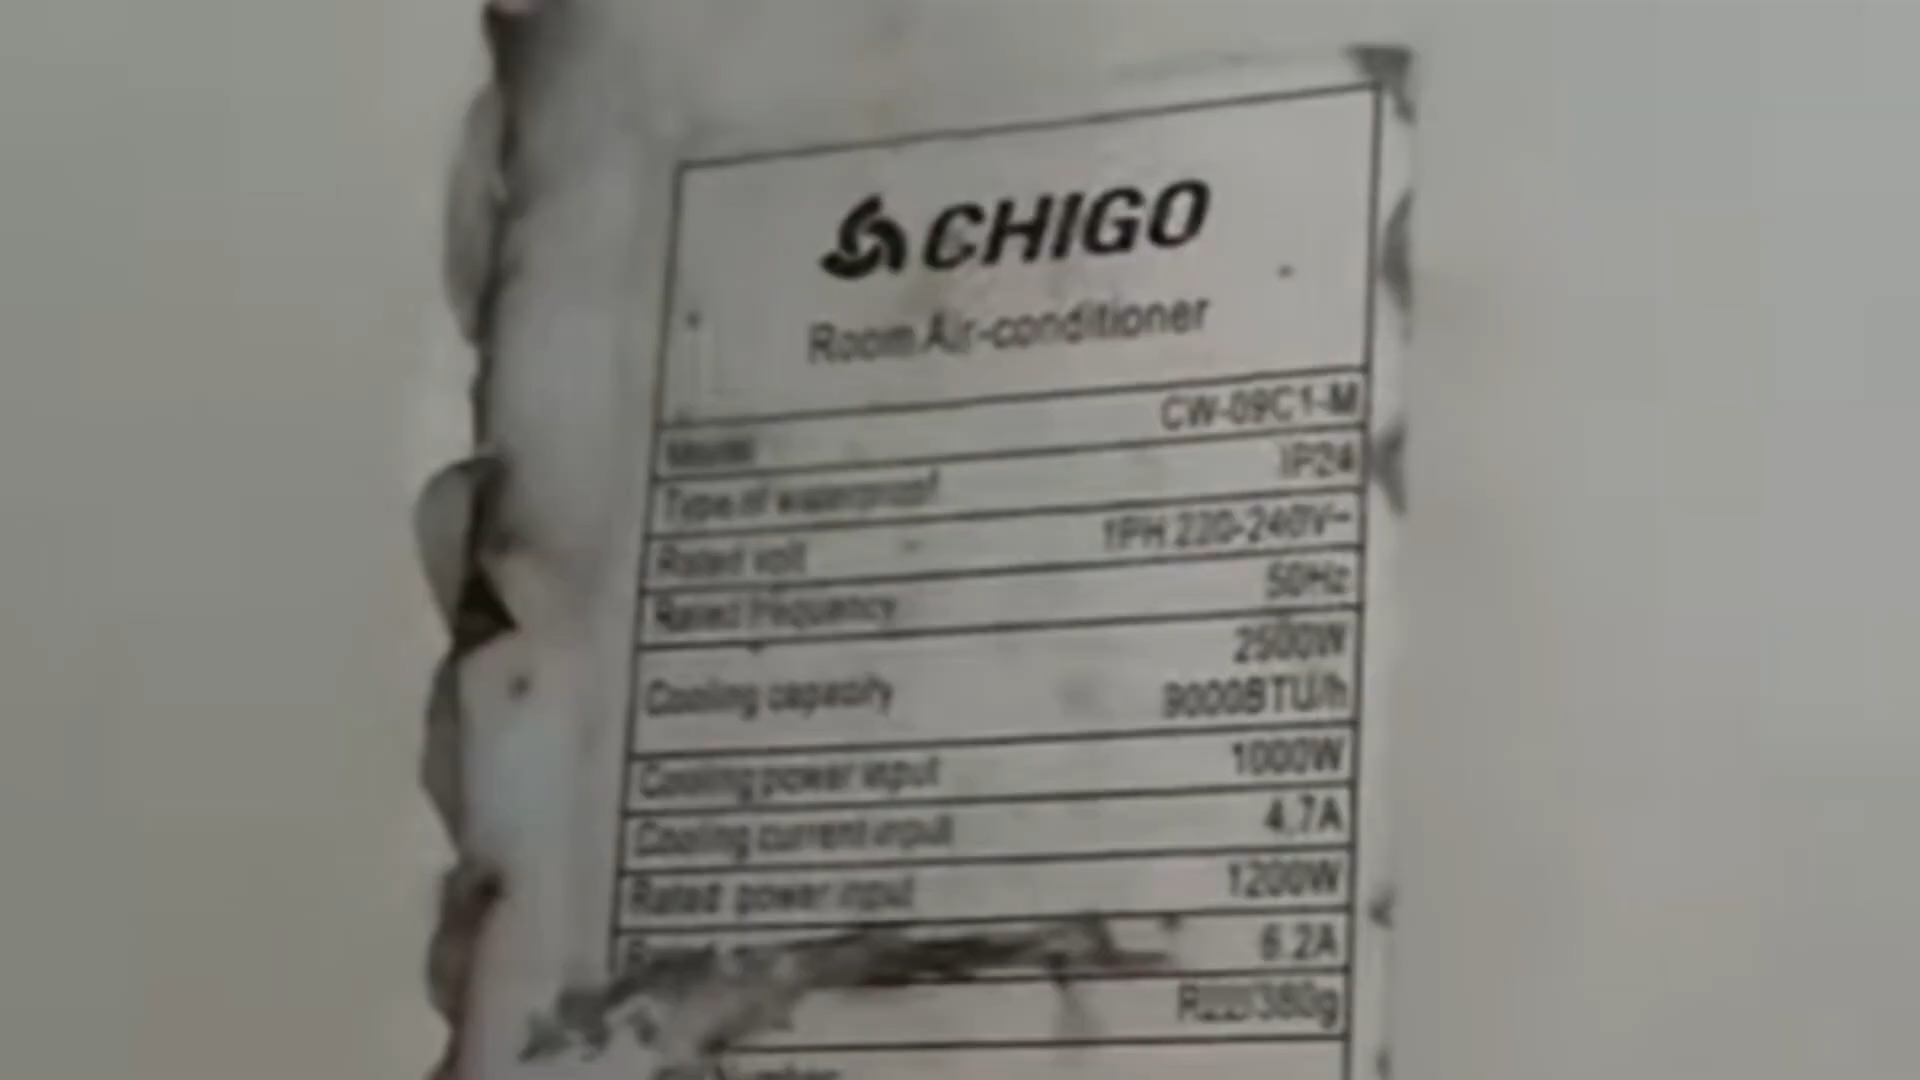 CHIGO
Room Air-conditioner
Model CW-09C1-M
Type of waterproof IP24
Rated volt 1PH 220-240V~
Rated frequency 50Hz
2500W
Cooling capacity 9000BTU/h
Cooling power input 1000W
Cooling current input 4.7A
Rated power input 1200W
6.2A
R22/380g